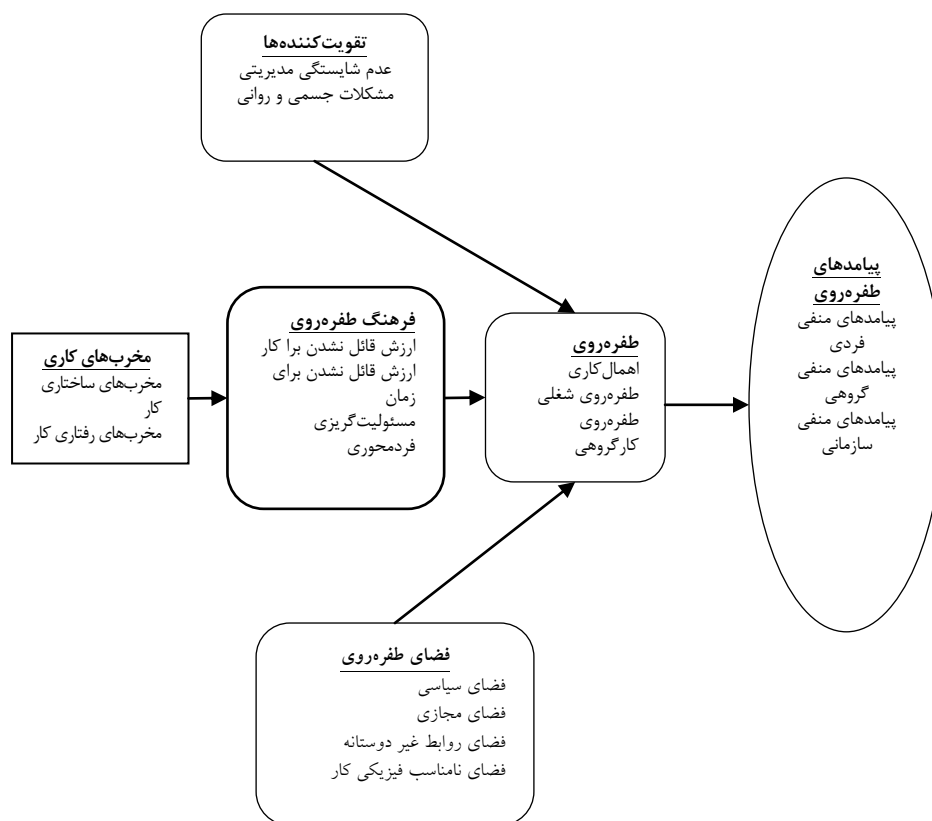 تقویت‌کننده‌ها
عدم شایستگی مدیریتی
مشکلات جسمی و روانی
مخرب‌های کاری
مخرب‌های ساختاری
کار
مخرب‌های رفتاری کار
فرهنگ طفره‌روی
ارزش قائل نشدن برا کار
ارزش قائل نشدن برای
زمان
مسئولیت‌گریزی
فردمحوری
طفره‌روی
اهمال‌کاری
طفره‌روی شغلی
طفره‌روی
کارگروهی
پیامدهای
طفره‌روی
پیامدهای منفی
فردی
پیامدهای منفی
گروهی
پیامدهای منفی
سازمانی
فضای طفره‌روی
فضای سیاسی
فضای مجازی
فضای روابط غیر دوستانه
فضای نامناسب فیزیکی کار